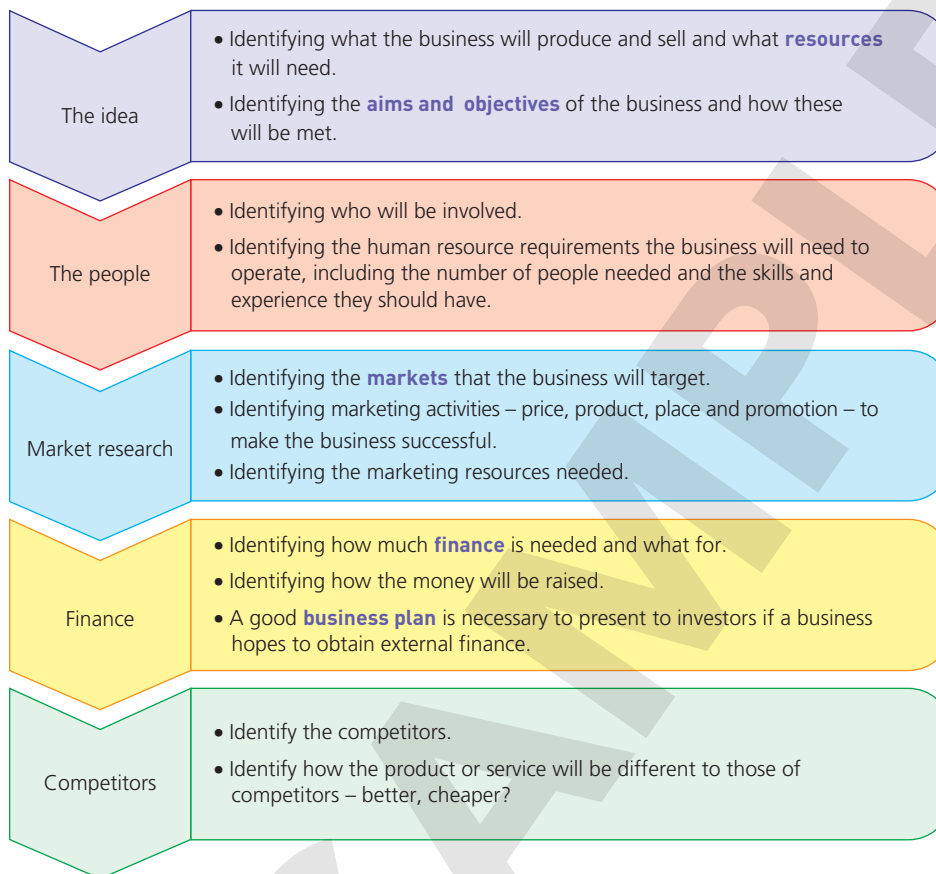 The idea
• Identifying what the business will produce and sell and what resources
it will need.
• Identifying the aims and objectives of the business and how these
will be met.
The people
• Identifying who will be involved.
• Identifying the human resource requirements the business will need to
operate, including the number of people needed and the skills and
experience they should have.
Market research
• Identifying the markets that the business will target.
• Identifying marketing activities – price, product, place and promotion – to
make the business successful.
• Identifying the marketing resources needed.
Finance
• Identifying how much finance is needed and what for.
• Identifying how the money will be raised.
• A good business plan is necessary to present to investors if a business
hopes to obtain external finance.
Competitors
• Identify the competitors.
• Identify how the product or service will be different to those of
competitors – better, cheaper?
SAMPLE